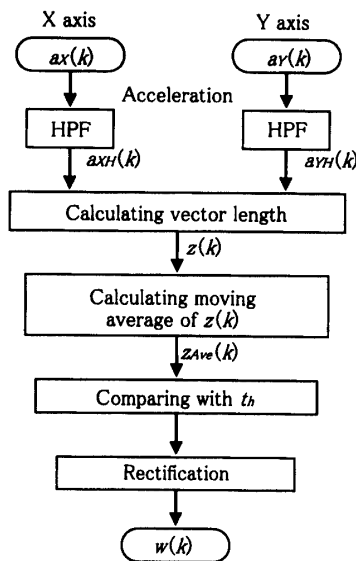 X axis Y axis
aX(k) aY(k)
Acceleration
HPF HPF
aXH(k) aYH(k)
Calculating vector length
z(k)
Calculating moving
average of z(k)
zAve(k)
Comparing with th
Rectification
w(k)